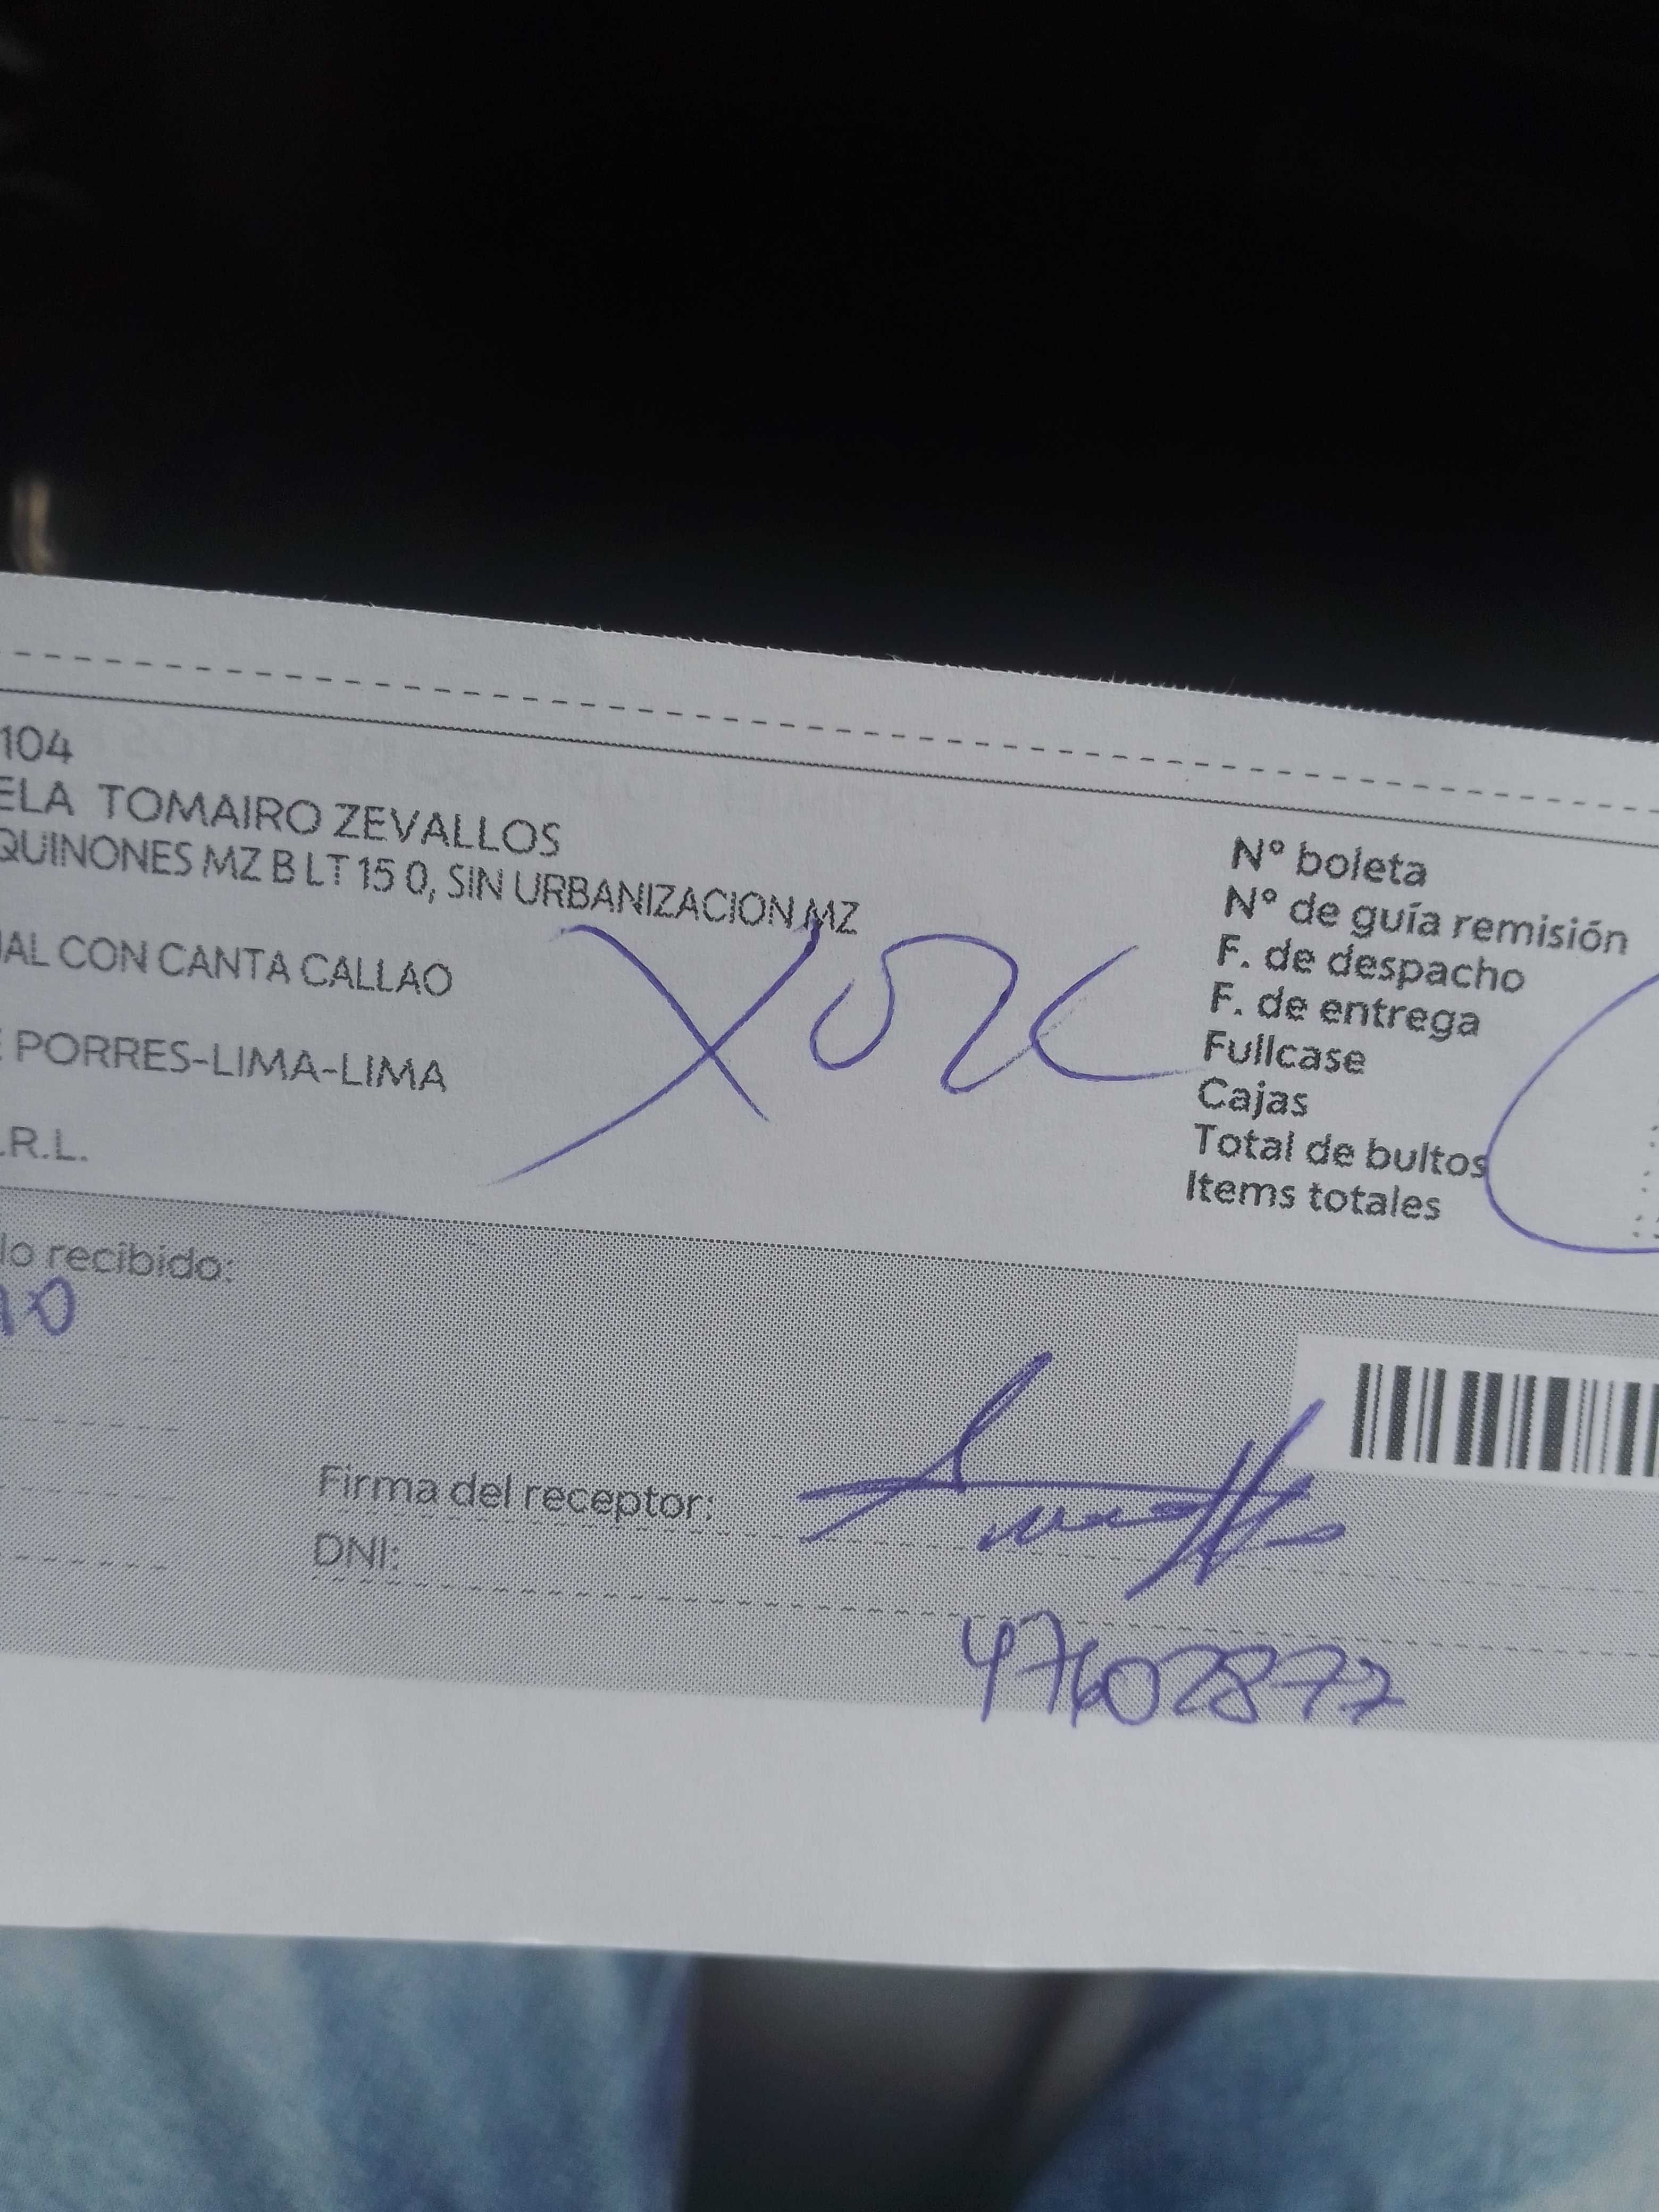 104
ELA TOMAIRO ZEVALLOS
QUINONES MZ B LT 15 0, SIN URBANIZACION MZ
AL CON CANTA CALLAO
PORRES-LIMA-LIMA
.R.L.
N° boleta
N° de guía remisión
F. de despacho
F. de entrega
Fullcase
Cajas
Total de bultos
Items totales
lo recibido:
Firma del receptor:
DNI:
47602877